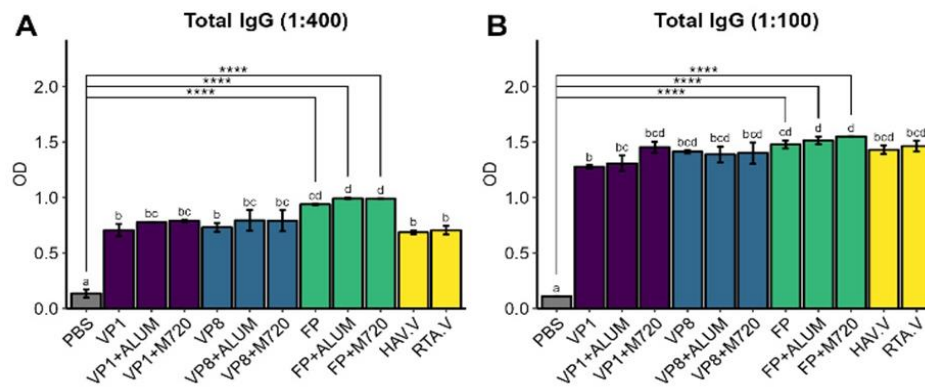 A
Total IgG (1:400)
OD
2.0
1.5
1.0
0.5
0.0
****
****
****
a
b
bc
bc
b
bc
bc
cd
d
d
b
b
PBS
VP1
VP1+ALUM
VP1+M720
VP8
VP8+ALUM
VP8+M720
FP
FP+ALUM
FP+M720
HAV.V
RTA.V
B
Total IgG (1:100)
OD
2.0
1.5
1.0
0.5
0.0
****
****
****
a
b
bc
bcd
bcd
bcd
bcd
cd
d
d
bcd
bcd
PBS
VP1
VP1+ALUM
VP1+M720
VP8
VP8+ALUM
VP8+M720
FP
FP+ALUM
FP+M720
HAV.V
RTA.V